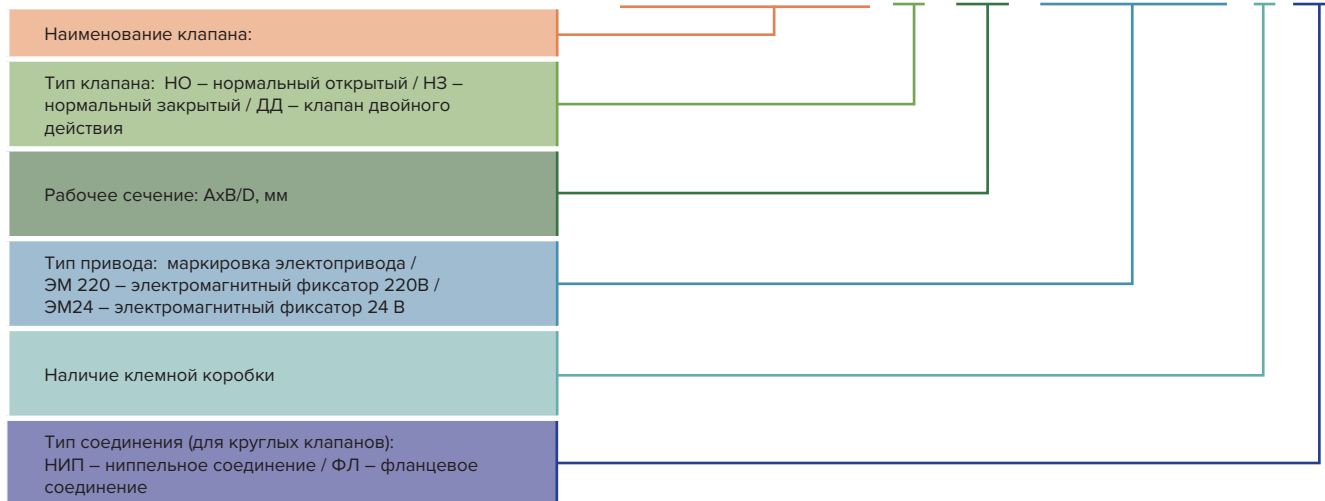 Наименование клапана:
Тип клапана: НО – нормальный открытый / НЗ –
нормальный закрытый / ДД – клапан двойного
действия
Рабочее сечение: АхВ/D, мм
Тип привода: маркировка электопривода /
ЭМ 220 – электромагнитный фиксатор 220В /
ЭМ24 – электромагнитный фиксатор 24 В
Наличие клемной коробки
Тип соединения (для круглых клапанов):
НИП – ниппельное соединение / ФЛ – фланцевое
соединение